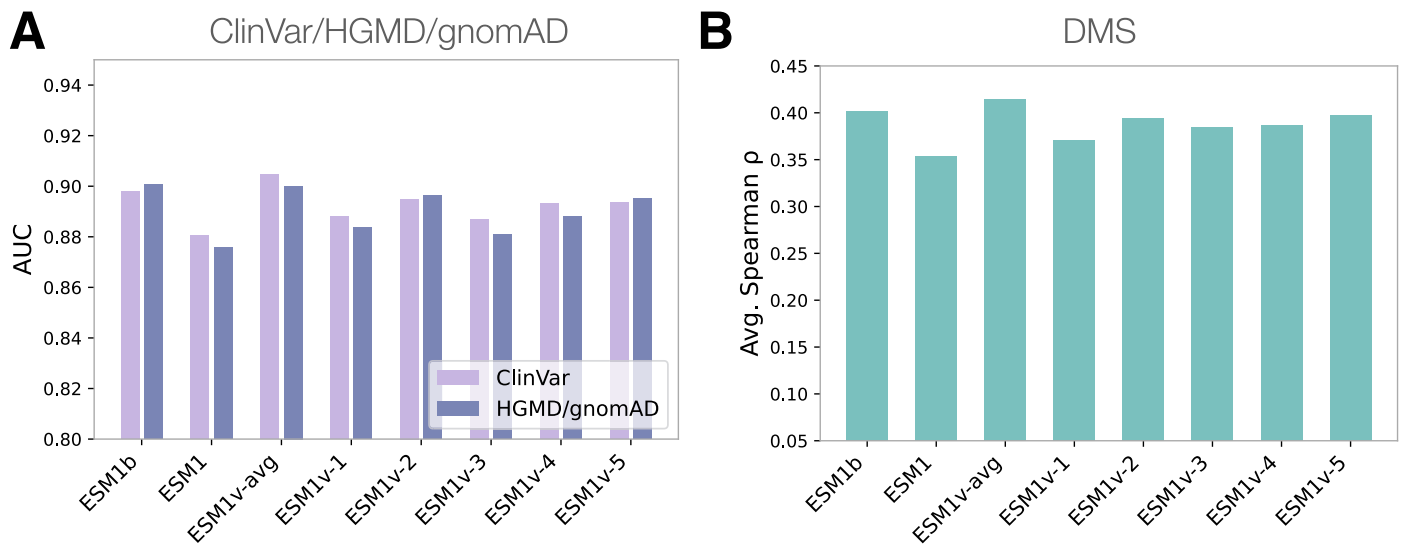 A
ClinVar/HGMD/gnomAD
AUC
0.94
0.92
0.90
0.88
0.86
0.84
0.82
0.80
ClinVar
HGMD/gnomAD
ESM1b
ESM1
ESM1v-avg
ESM1v-1
ESM1v-2
ESM1v-3
ESM1v-4
ESM1v-5
B
DMS
Avg. Spearman ρ
0.45
0.40
0.35
0.30
0.25
0.20
0.15
0.10
0.05
ESM1b
ESM1
ESM1v-avg
ESM1v-1
ESM1v-2
ESM1v-3
ESM1v-4
ESM1v-5